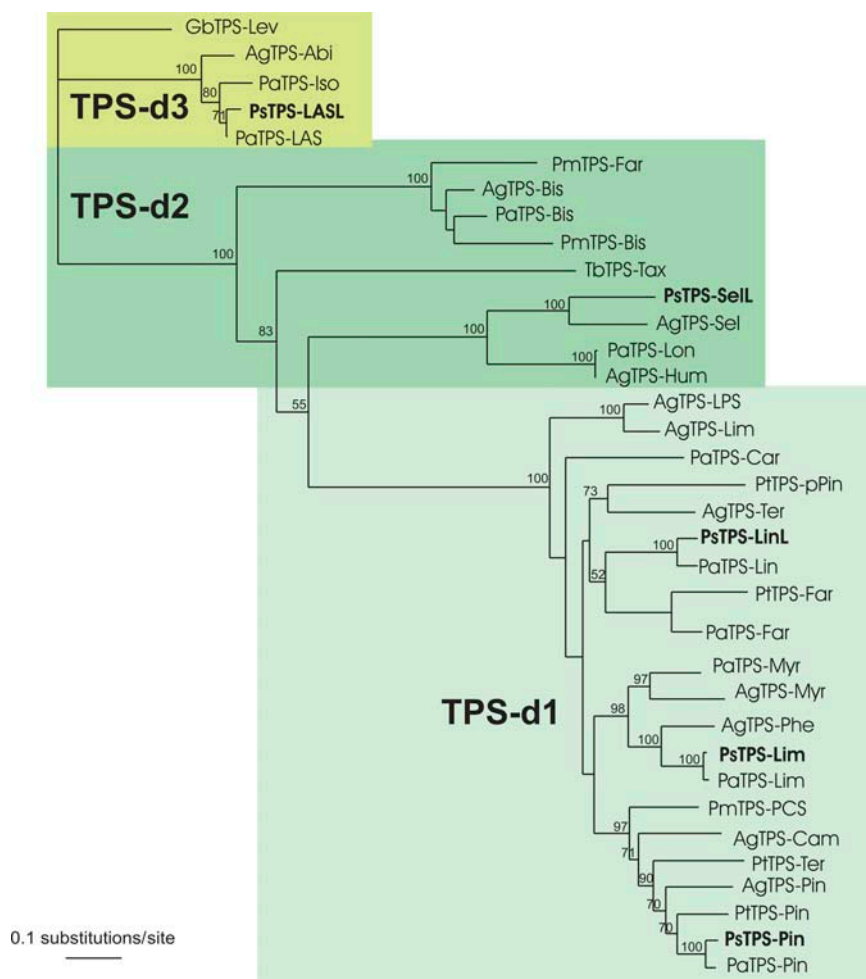 GbTPS-Lev
AgTPS-Abi
100
PaTPS-Iso
80
TPS-d3
PsTPS-LASL
71
PaTPS-LAS
PmTPS-Far
100
AgTPS-Bis
TPS-d2
PaTPS-Bis
PmTPS-Bis
100
TbTPS-Tax
PsTPS-SelL
100
AgTPS-Sel
83
100
PaTPS-Lon
100
AgTPS-Hum
AgTPS-LPS
55
100
AgTPS-Lim
PaTPS-Car
100
PtTPS-pPin
73
AgTPS-Ter
PsTPS-LinL
100
PaTPS-Lin
52
PtTPS-Far
PaTPS-Far
PaTPS-Myr
97
AgTPS-Myr
98
TPS-d1
AgTPS-Phe
100
PsTPS-Lim
100
PaTPS-Lim
PmTPS-PCS
97
AgTPS-Cam
71
PtTPS-Ter
90
AgTPS-Pin
70
PtTPS-Pin
70
PsTPS-Pin
0.1 substitutions/site
100
PaTPS-Pin